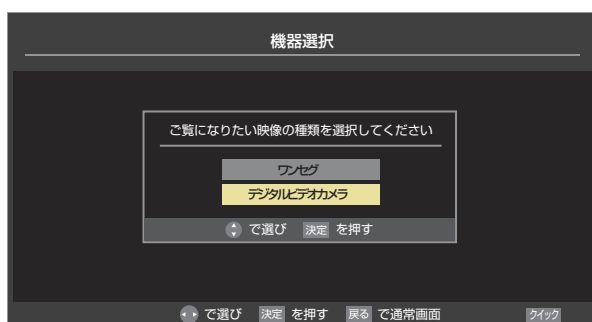 機器選択
ご覧になりたい映像の種類を選択してください
ワンセグ
デジタルビデオカメラ
で選び 決定 を押す
で選び 決定 を押す 戻る で通常画面 クイック